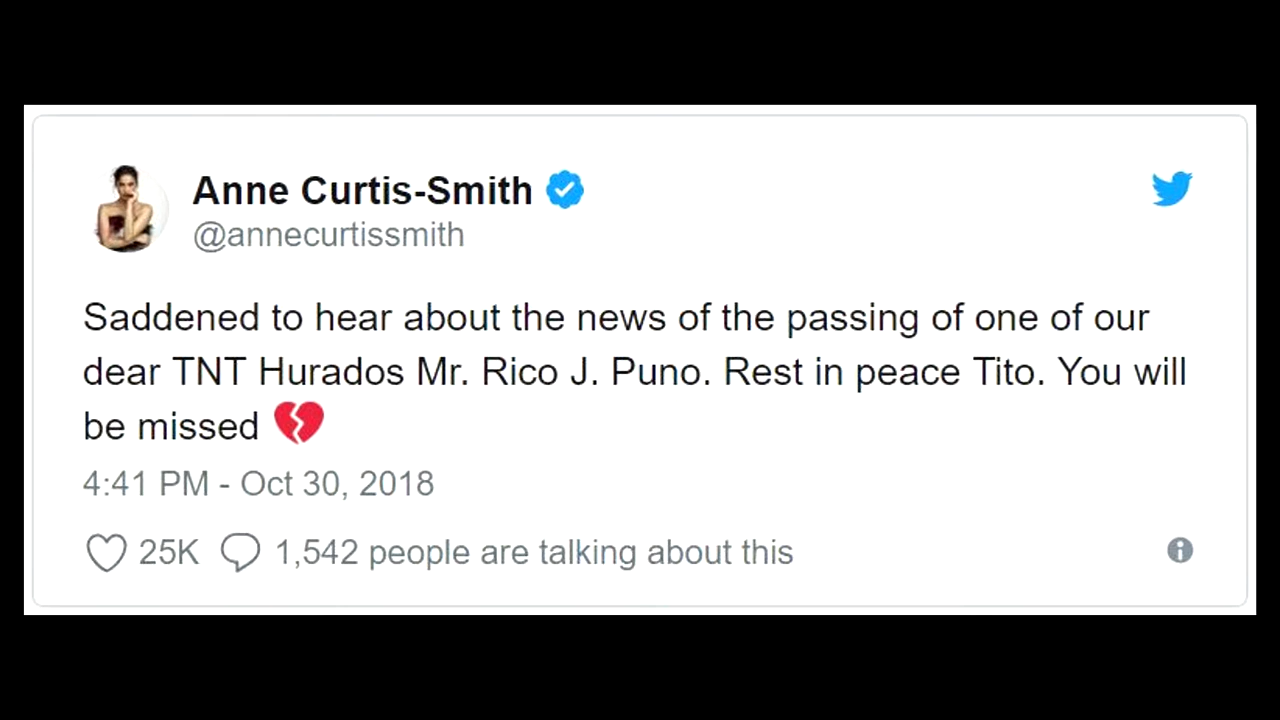 Anne Curtis-Smith
@annecurtissmith
Saddened to hear about the news of the passing of one of our
dear TNT Hurados Mr. Rico J. Puno. Rest in peace Tito. You will
be missed 💔
4:41 PM - Oct 30, 2018
25K 1,542 people are talking about this